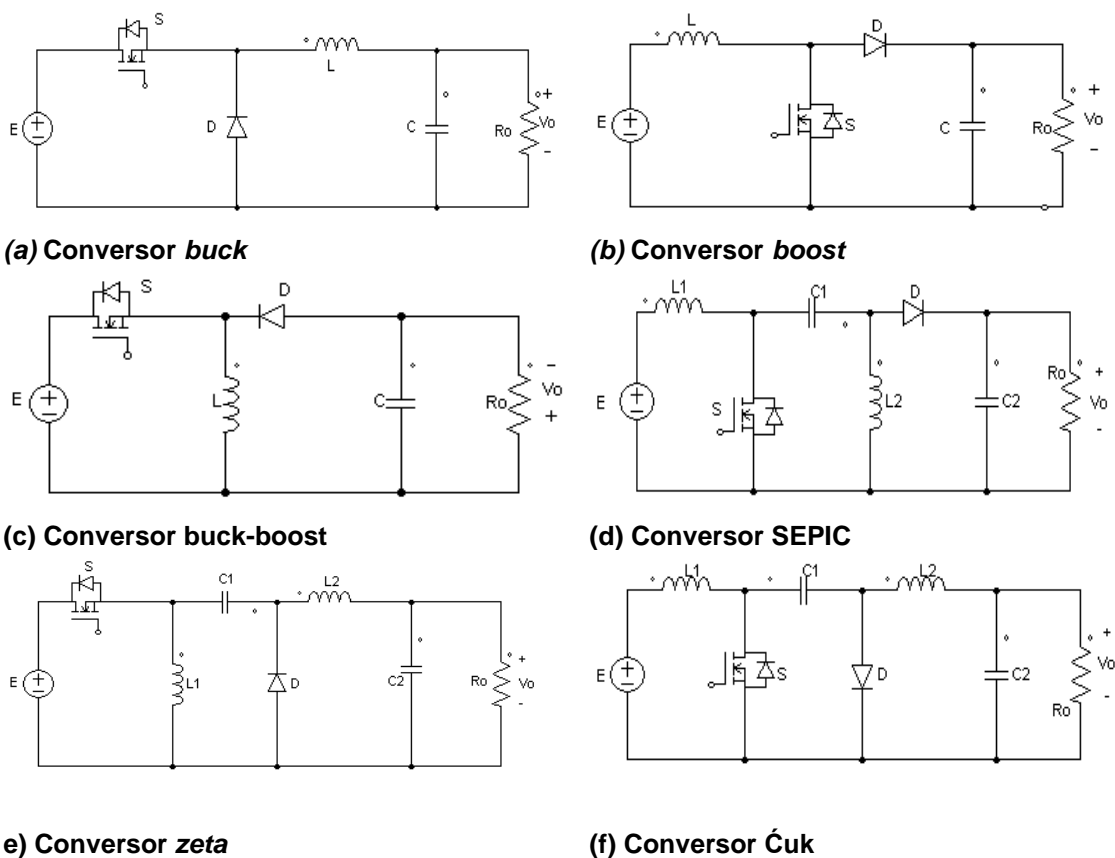 S
L
E
D
C
Ro
+
Vo
−
L
D
E
S
C
Ro
+
Vo
−
(a) Conversor buck
(b) Conversor boost
S
D
E
L
C
Ro
−
Vo
+
L1
C1
D
E
S
L2
C2
Ro
+
Vo
-
(c) Conversor buck-boost
(d) Conversor SEPIC
S
C1
L2
E
L1
D
C2
Ro
+
Vo
-
L1
C1
L2
E
S
D
C2
Ro
+
Vo
-
e) Conversor zeta
(f) Conversor Ćuk